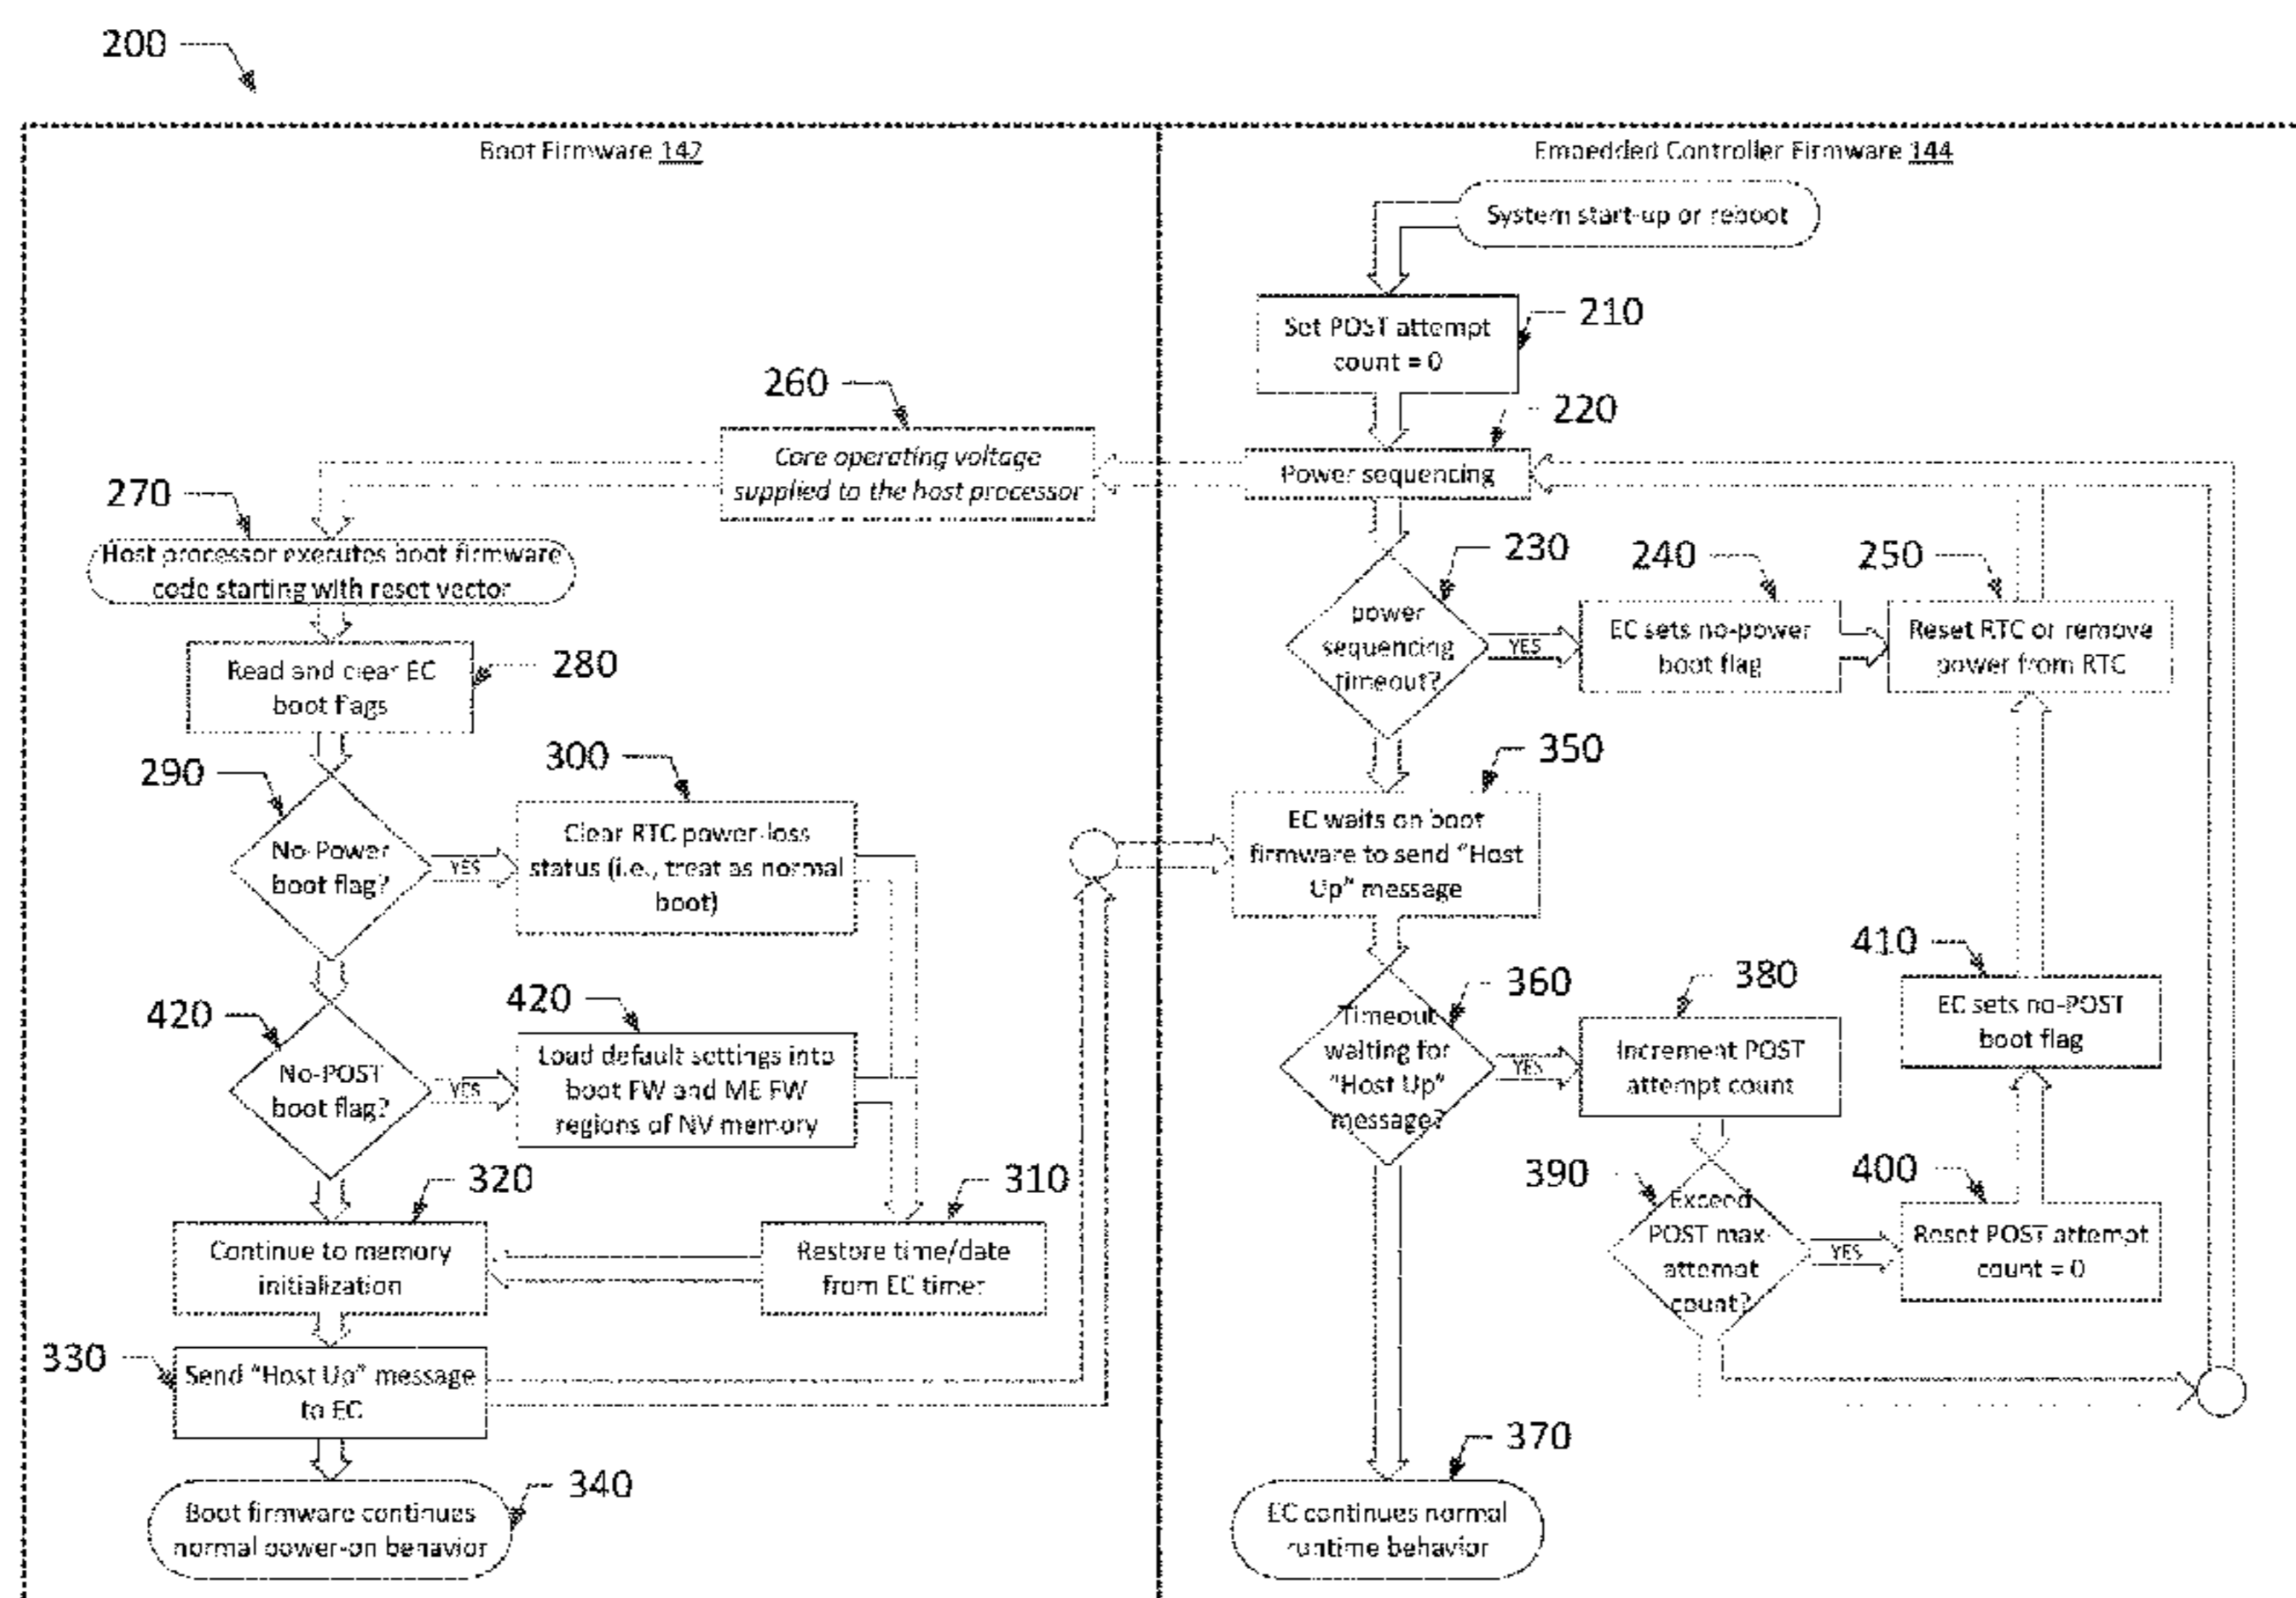 200
Boot Firmware 142
Embedded Controller Firmware 144
System start-up or reboot
210
Set POST attempt
count = 0
220
Power sequencing
260
Core operating voltage
supplied to the host processor
270
Host processor executes boot firmware
code starting with reset vector
280
Read and clear EC
boot flags
290
No-Power
boot flag?
YES
300
Clear RTC power-loss
status (i.e., treat as normal
boot)
420
No-POST
boot flag?
YES
420
Load default settings into
boot FW and ME FW
regions of NV memory
310
Restore time/date
from EC timer
320
Continue to memory
initialization
330
Send "Host Up" message
to EC
340
Boot firmware continues
normal power-on behavior
230
power
sequencing
timeout?
YES
240
EC sets no-power
boot flag
250
Reset RTC or remove
power from RTC
350
EC waits on boot
firmware to send "Host
Up" message
360
Timeout
waiting for
"Host Up"
message?
YES
380
Increment POST
attempt count
390
Exceed
POST max
attempt
count?
YES
400
Reset POST attempt
count = 0
410
EC sets no-POST
boot flag
370
EC continues normal
runtime behavior